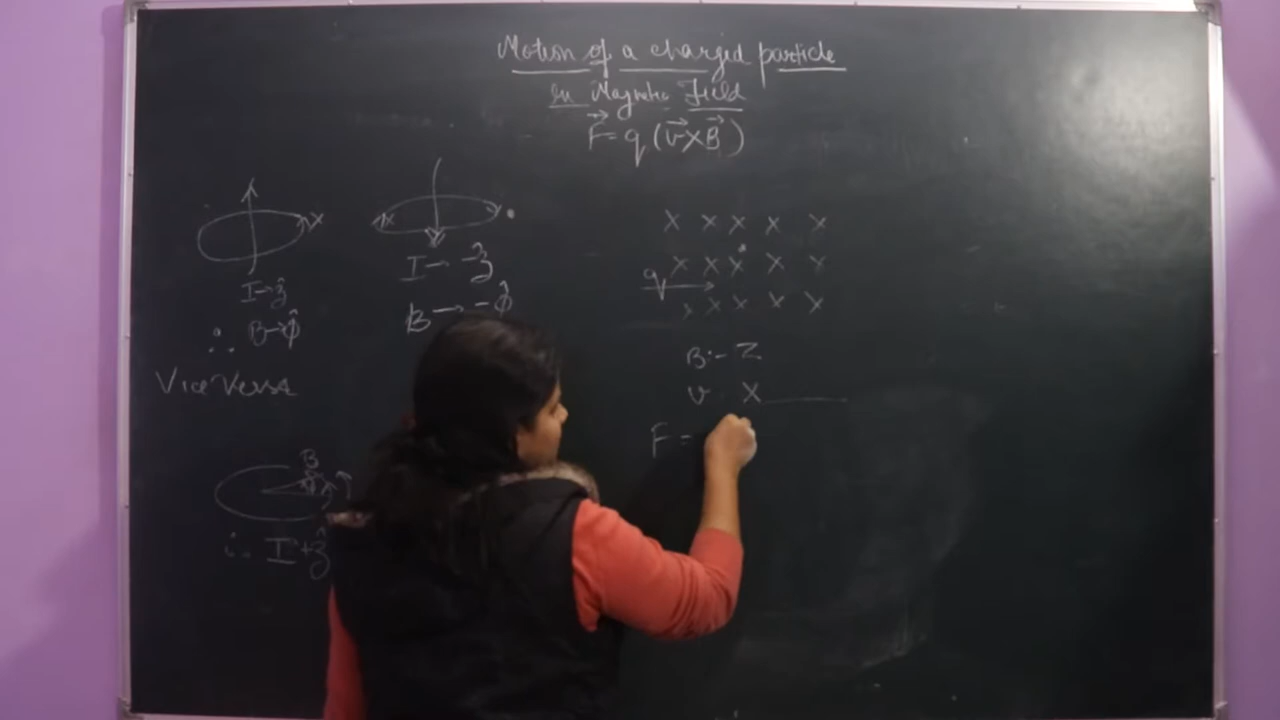 Motion of a charged particle
in Magnetic Field
F = q (v × B)
x
x
I → ẑ
∴ B → φ̂
Vice Versa
I → -ẑ
B → -φ̂
B
∴ I +ẑ
x x x x x
x x x x x
q
x x x x
B :- Z
v X
F =